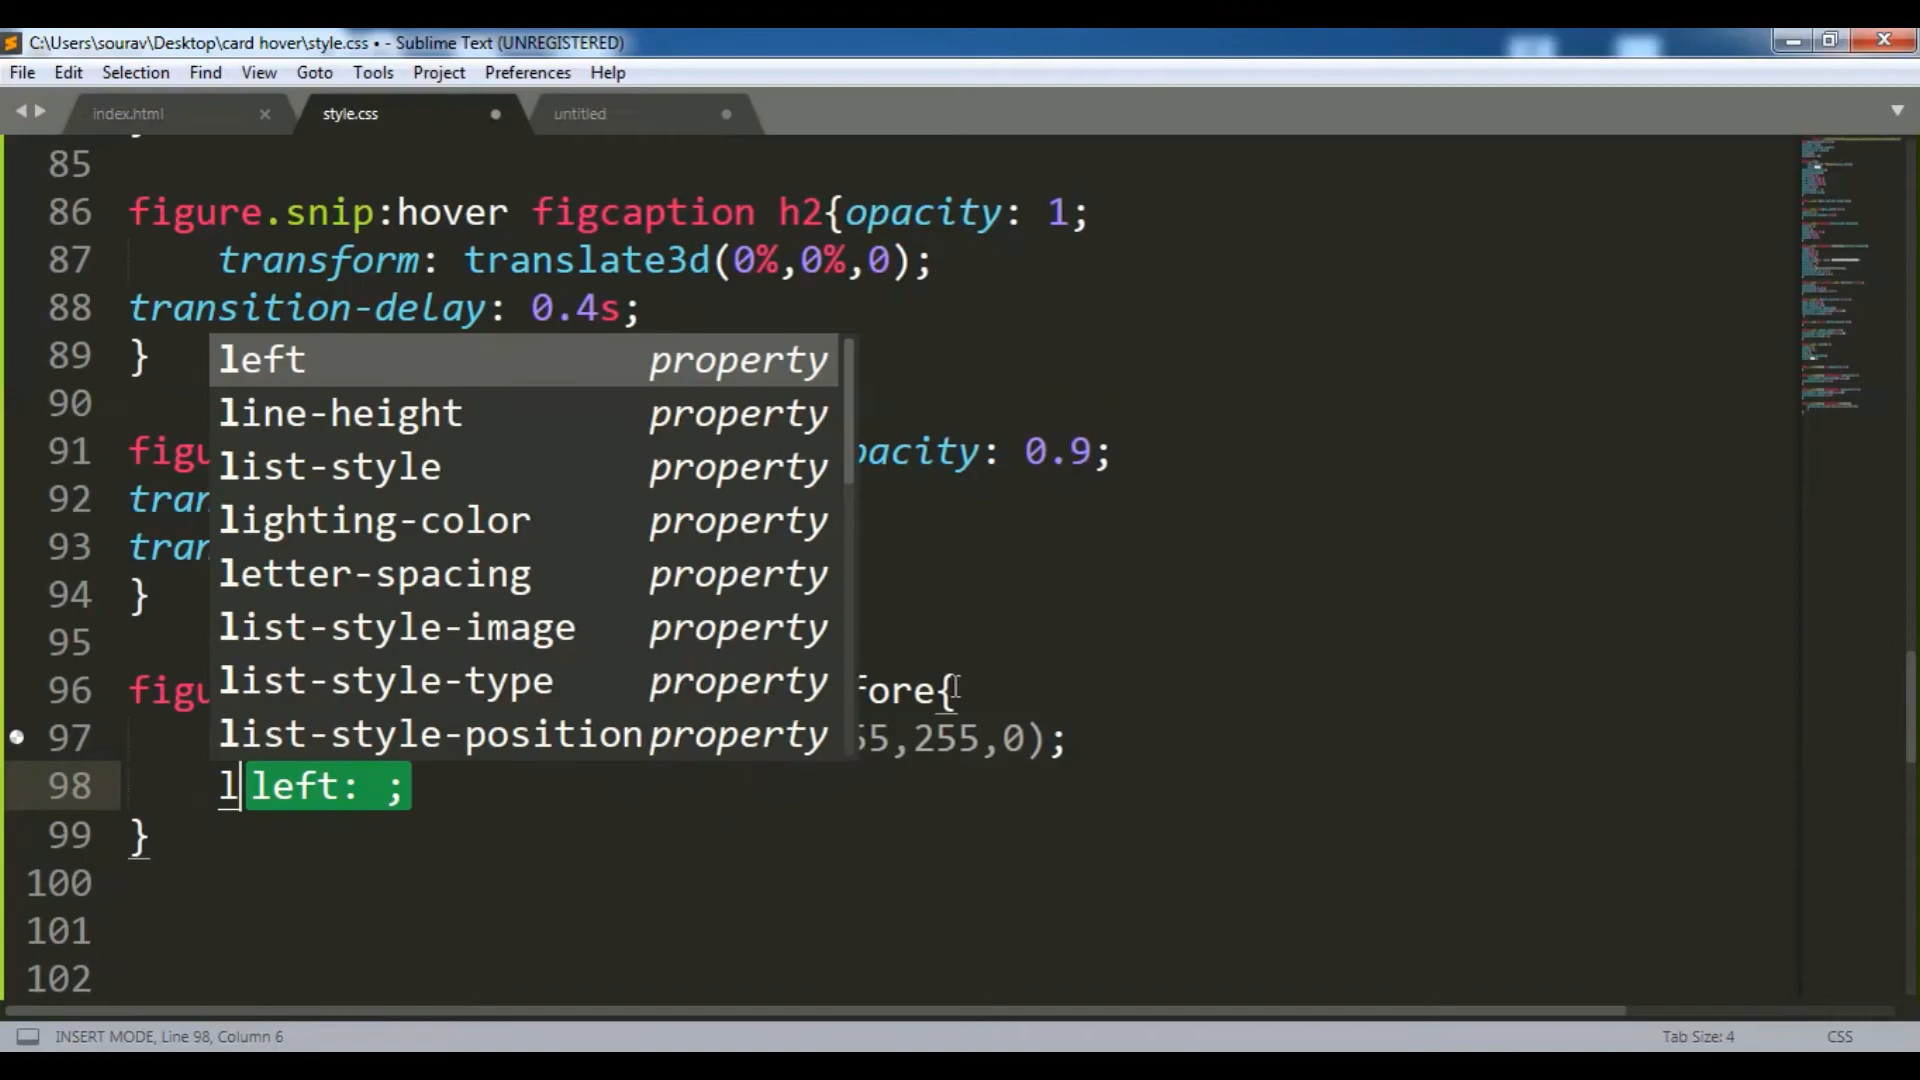 C:\Users\sourav\Desktop\card hover\style.css • - Sublime Text (UNREGISTERED)
File Edit Selection Find View Goto Tools Project Preferences Help
index.html style.css untitled
85
86 figure.snip:hover figcaption h2{opacity: 1;
87 transform: translate3d(0%,0%,0);
88 transition-delay: 0.4s;
89 }
left property
90
line-height property
91 figu pacity: 0.9;
list-style property
92 tran
lighting-color property
93 tran
letter-spacing property
94 }
list-style-image property
95
list-style-type property
96 figu fore{
list-style-position property
97 55,255,0);
98 l left: ;
99 }
100
101
102
INSERT MODE, Line 98, Column 6 Tab Size: 4 CSS